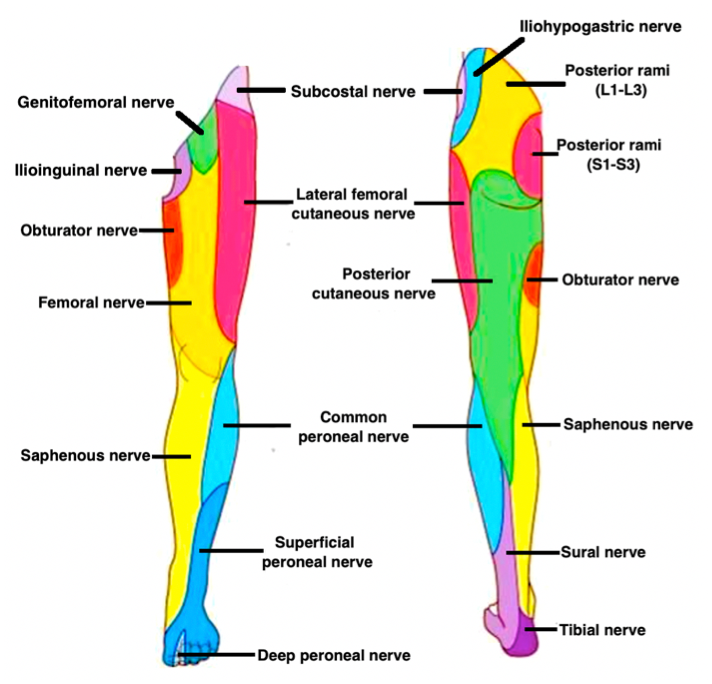 Iliohypogastric nerve
Subcostal nerve
Posterior rami
(L1-L3)
Genitofemoral nerve
Posterior rami
(S1-S3)
Ilioinguinal nerve
Lateral femoral
cutaneous nerve
Obturator nerve
Posterior
cutaneous nerve
Obturator nerve
Femoral nerve
Common
peroneal nerve
Saphenous nerve
Saphenous nerve
Superficial
peroneal nerve
Sural nerve
Tibial nerve
Deep peroneal nerve